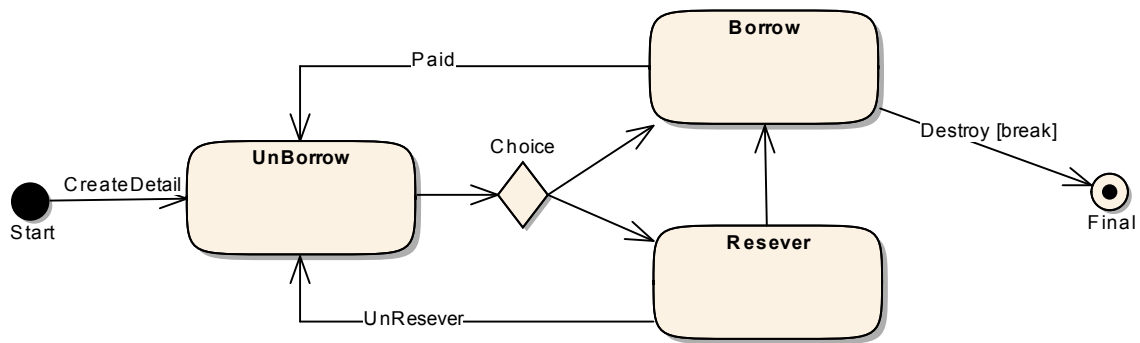 Borrow
Paid
Destroy [break]
Choice
UnBorrow
CreateDetail
Start
Final
Resever
UnResever